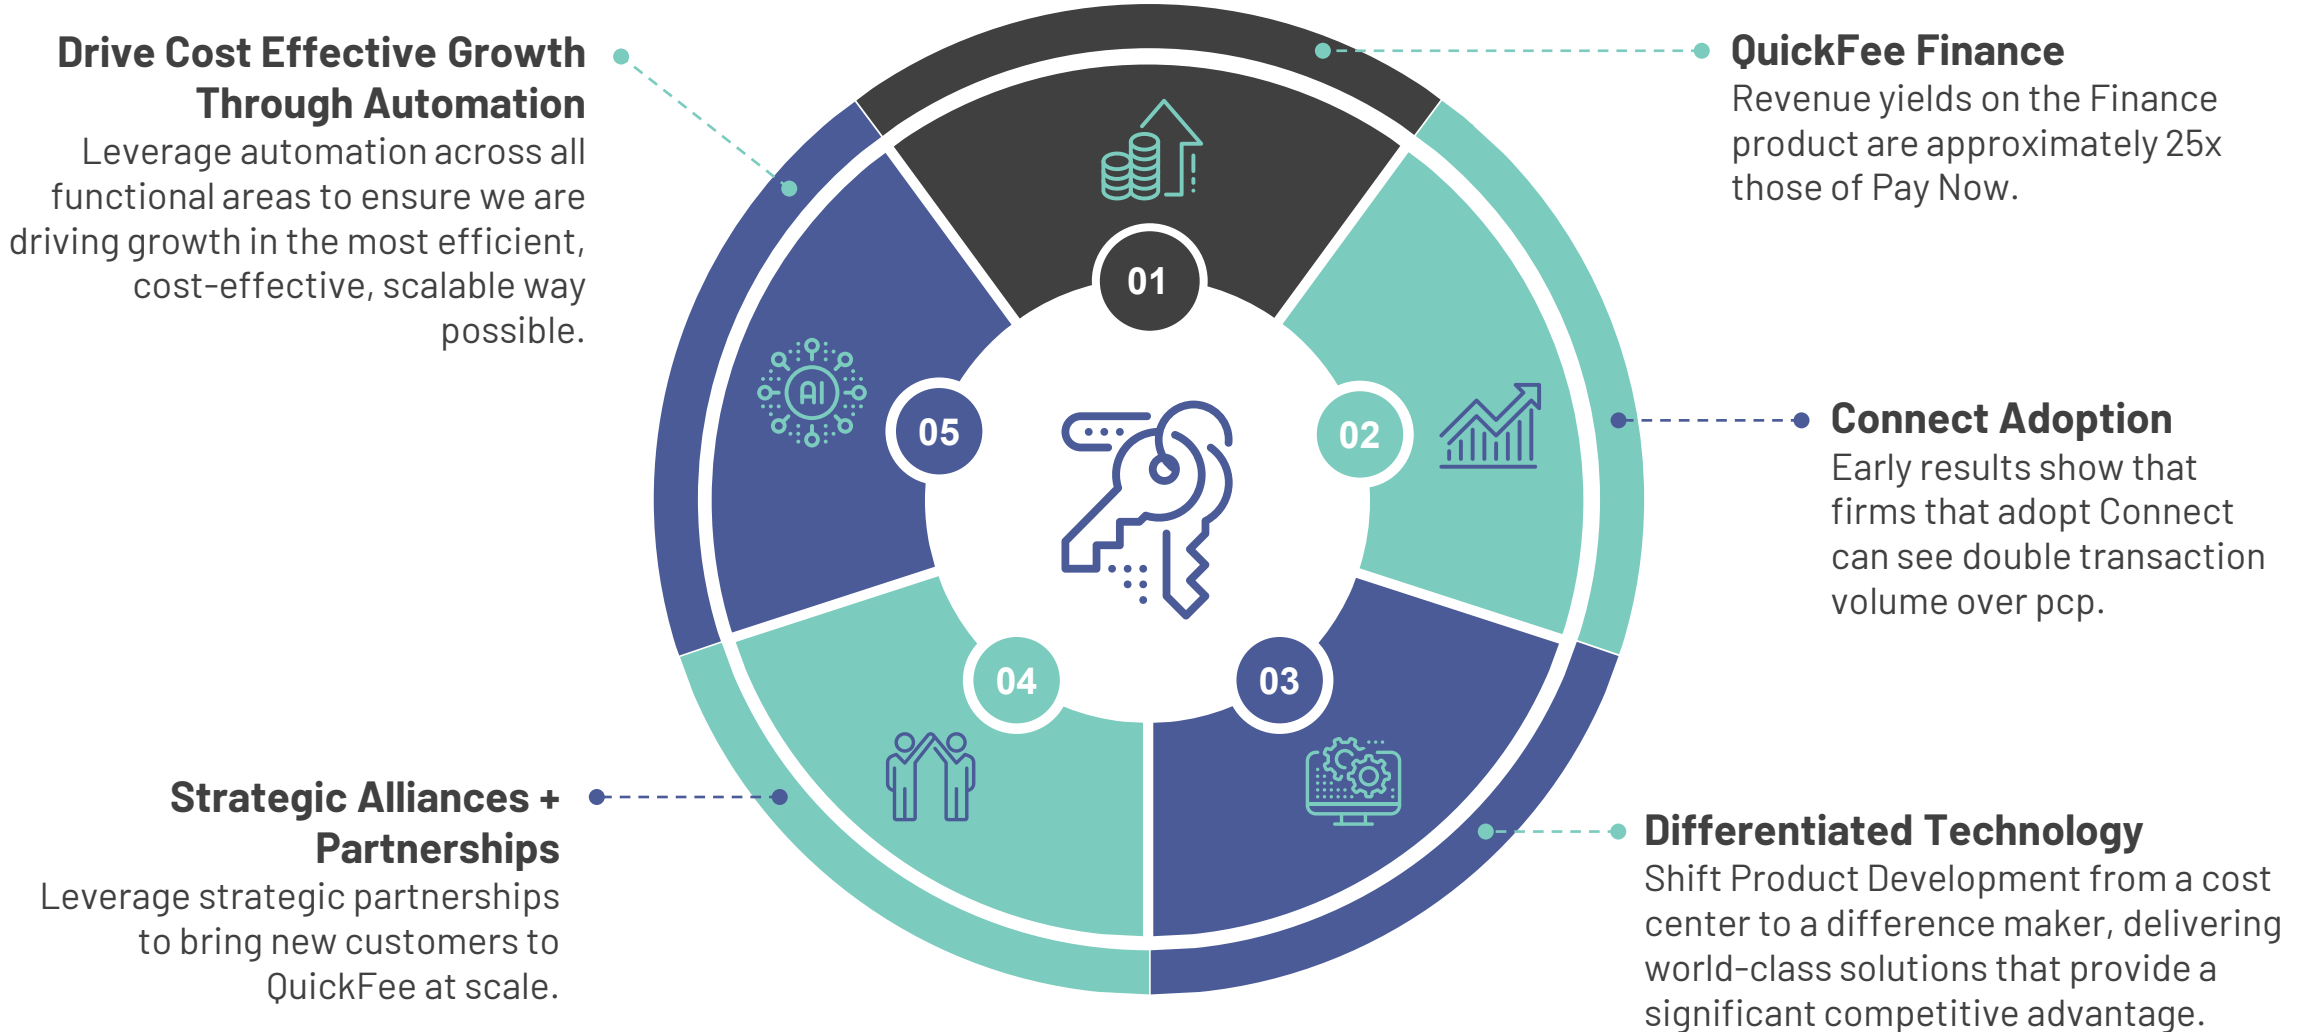 Drive Cost Effective Growth
Through Automation
Leverage automation across all
functional areas to ensure we are
driving growth in the most efficient,
cost-effective, scalable way
possible.
QuickFee Finance
Revenue yields on the Finance
product are approximately 25x
those of Pay Now.
01
AI
05
02
Connect Adoption
Early results show that
firms that adopt Connect
can see double transaction
volume over pcp.
04
03
Strategic Alliances +
Partnerships
Leverage strategic partnerships
to bring new customers to
QuickFee at scale.
Differentiated Technology
Shift Product Development from a cost
center to a difference maker, delivering
world-class solutions that provide a
significant competitive advantage.